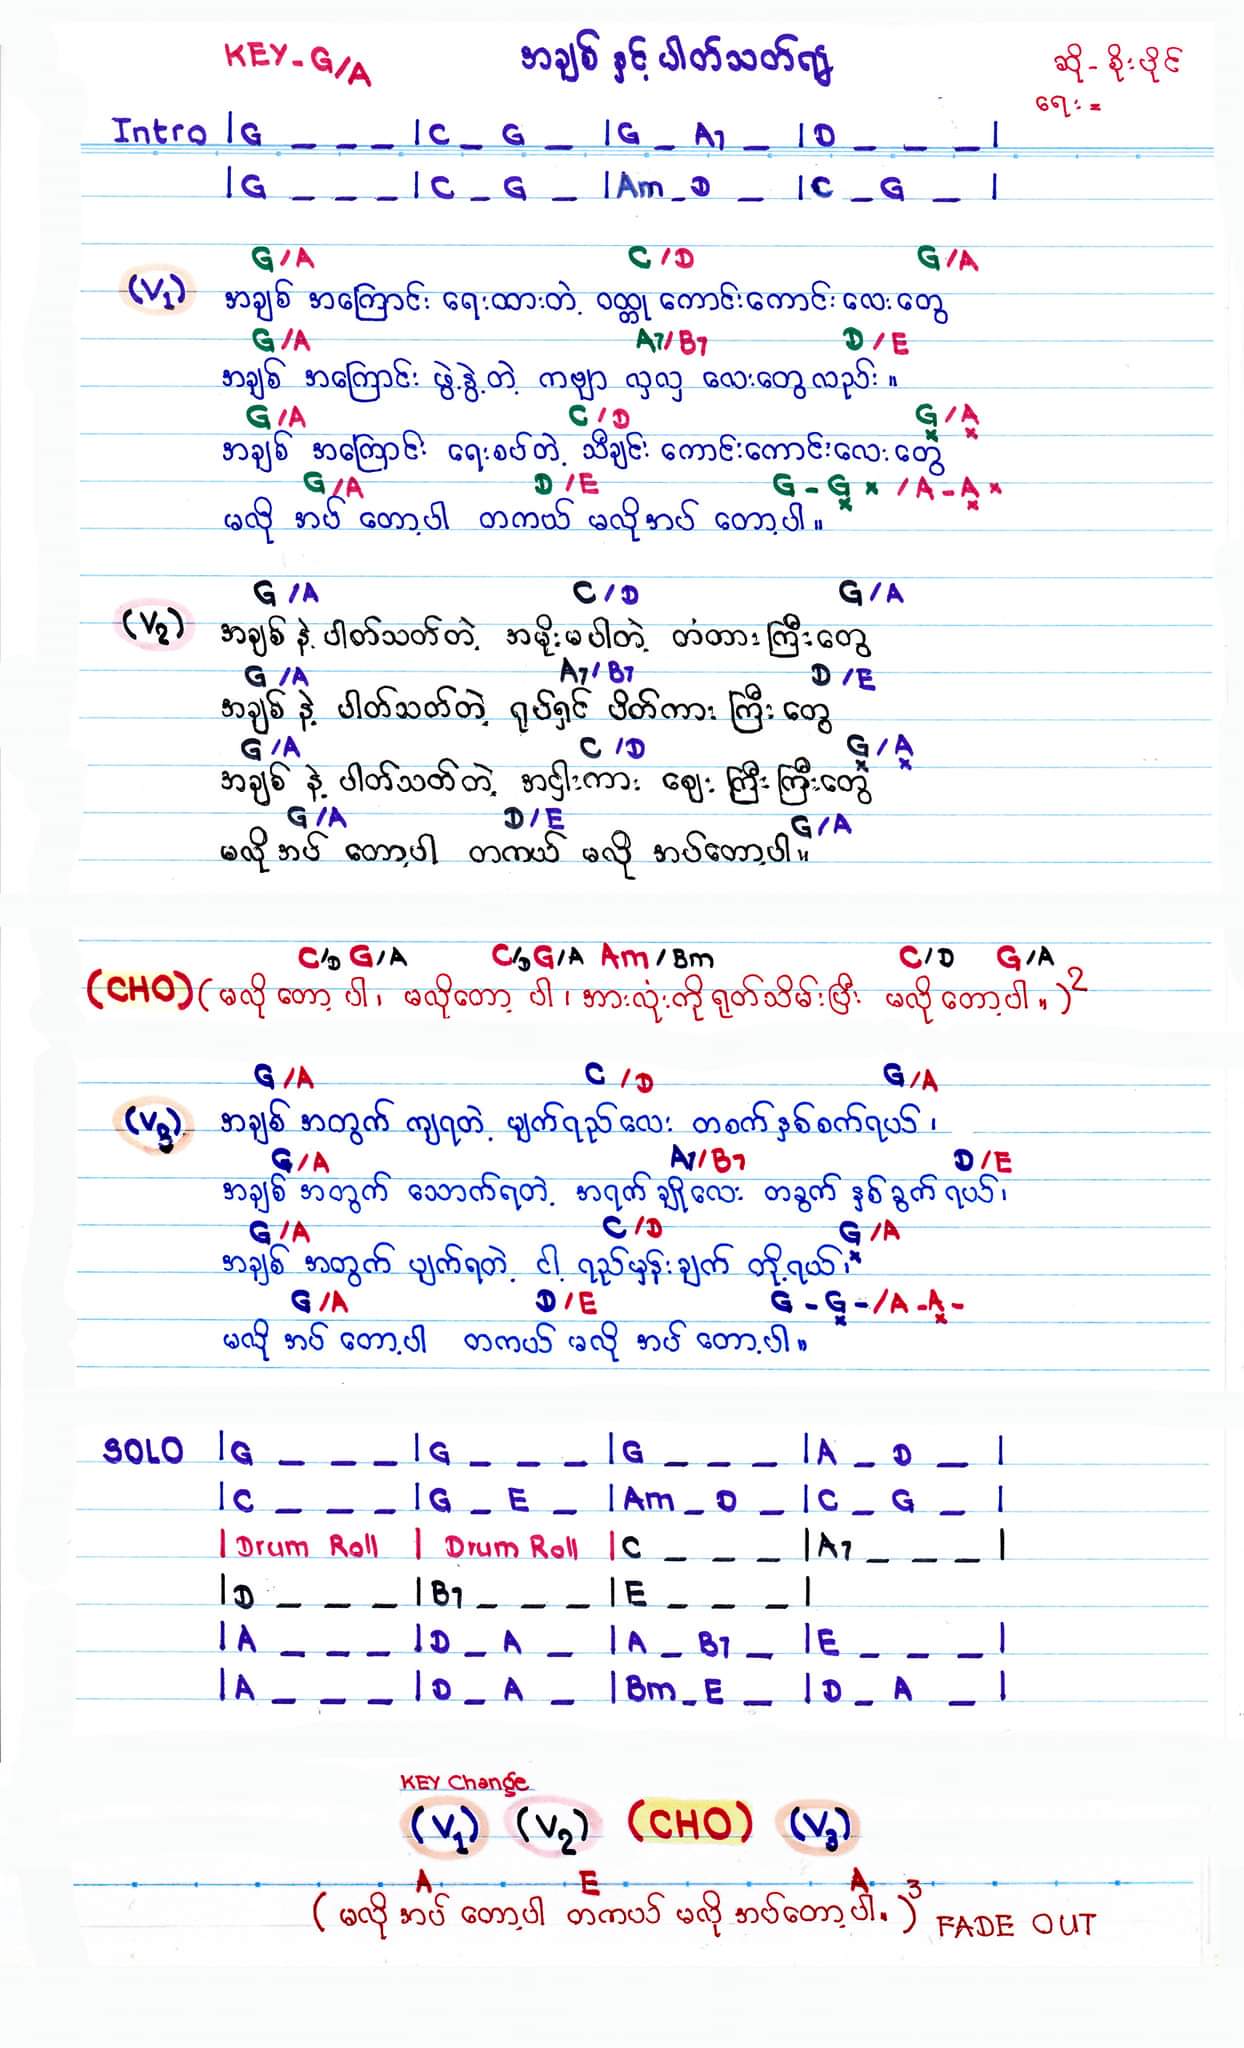 KEY - G/A အချစ် နှင့် ပါတ်သတ်၍ ဆို - စိုးပိုင်
ရေး =
Intro |G _ _ _ |C _ G _ |G _ A7 _ |D _ _ _|
|G _ _ _ |C _ G _ |Am _ D _ |C _ G _ |
G/A C/D G/A
(V1) အချစ် အကြောင်း ရေးထားတဲ့ ဝတ္ထု ကောင်းကောင်း လေးတွေ
G/A A7/B7 D/E
အချစ် အကြောင်း ဖွဲ့နွဲ့တဲ့ ကဗျာ လှလှ လေးတွေလည်း ။
G/A C/D G/A
x x
အချစ် အကြောင်း ရေးစပ်တဲ့ သီချင်း ကောင်းကောင်းလေးတွေ
G/A D/E G - G x / A - A x
x x
မလို အပ် တော့ပါ တကယ် မလိုအပ် တော့ပါ ။
G/A C/D G/A
(V2) အချစ် နဲ့ ပါတ်သတ်တဲ့ အမိုးမပါတဲ့ တံတား ကြီးတွေ
G/A A7/B7 D/E
အချစ် နဲ့ ပါတ်သတ်တဲ့ ရုပ်ရှင် ပိတ်ကား ကြီး တွေ
G/A C/D G/A
x x
အချစ် နဲ့ ပါတ်သတ်တဲ့ အငှါးကား ဈေး ကြီး ကြီးတွေ
G/A D/E G/A
မလို အပ် တော့ပါ တကယ် မလို အပ်တော့ပါ ။
C/D G/A C/D G/A Am/Bm C/D G/A
(CHO) ( မလို တော့ ပါ ၊ မလိုတော့ ပါ ၊ အားလုံးကို ရုတ်သိမ်းပြီး မလိုတော့ပါ ။ )2
G/A C/D G/A
(V3) အချစ် အတွက် ကျရတဲ့ မျက်ရည်လေး တစက် နှစ်စက်ရယ် ၊
G/A A7/B7 D/E
အချစ် အတွက် သောက်ရတဲ့ အရက် ချိုလေး တခွက် နှစ်ခွက် ရယ် ၊
G/A C/D G/A
x
အချစ် အတွက် ပျက်ရတဲ့ ငါ့ ရည်မှန်းချက် တို့ရယ် ၊
G/A D/E G - G - /A - A -
x x
မလို အပ် တော့ပါ တကယ် မလို အပ် တော့ပါ ။
SOLO |G _ _ _ |G _ _ _ |G _ _ _ |A _ D _ |
|C _ _ _ |G _ E _ |Am _ D _ |C _ G _ |
|Drum Roll | Drum Roll |C _ _ _ |A7 _ _ _ |
|D _ _ _ |B7 _ _ _ |E _ _ _ |
|A _ _ _ |D _ A _ |A _ B7 _ |E _ _ _ |
|A _ _ _ |D _ A _ |Bm _ E _ |D _ A _ |
KEY Change
(V1) (V2) (CHO) (V3)
A E A
( မလို အပ် တော့ပါ တကယ် မလို အပ်တော့ပါ ။ )3 FADE OUT